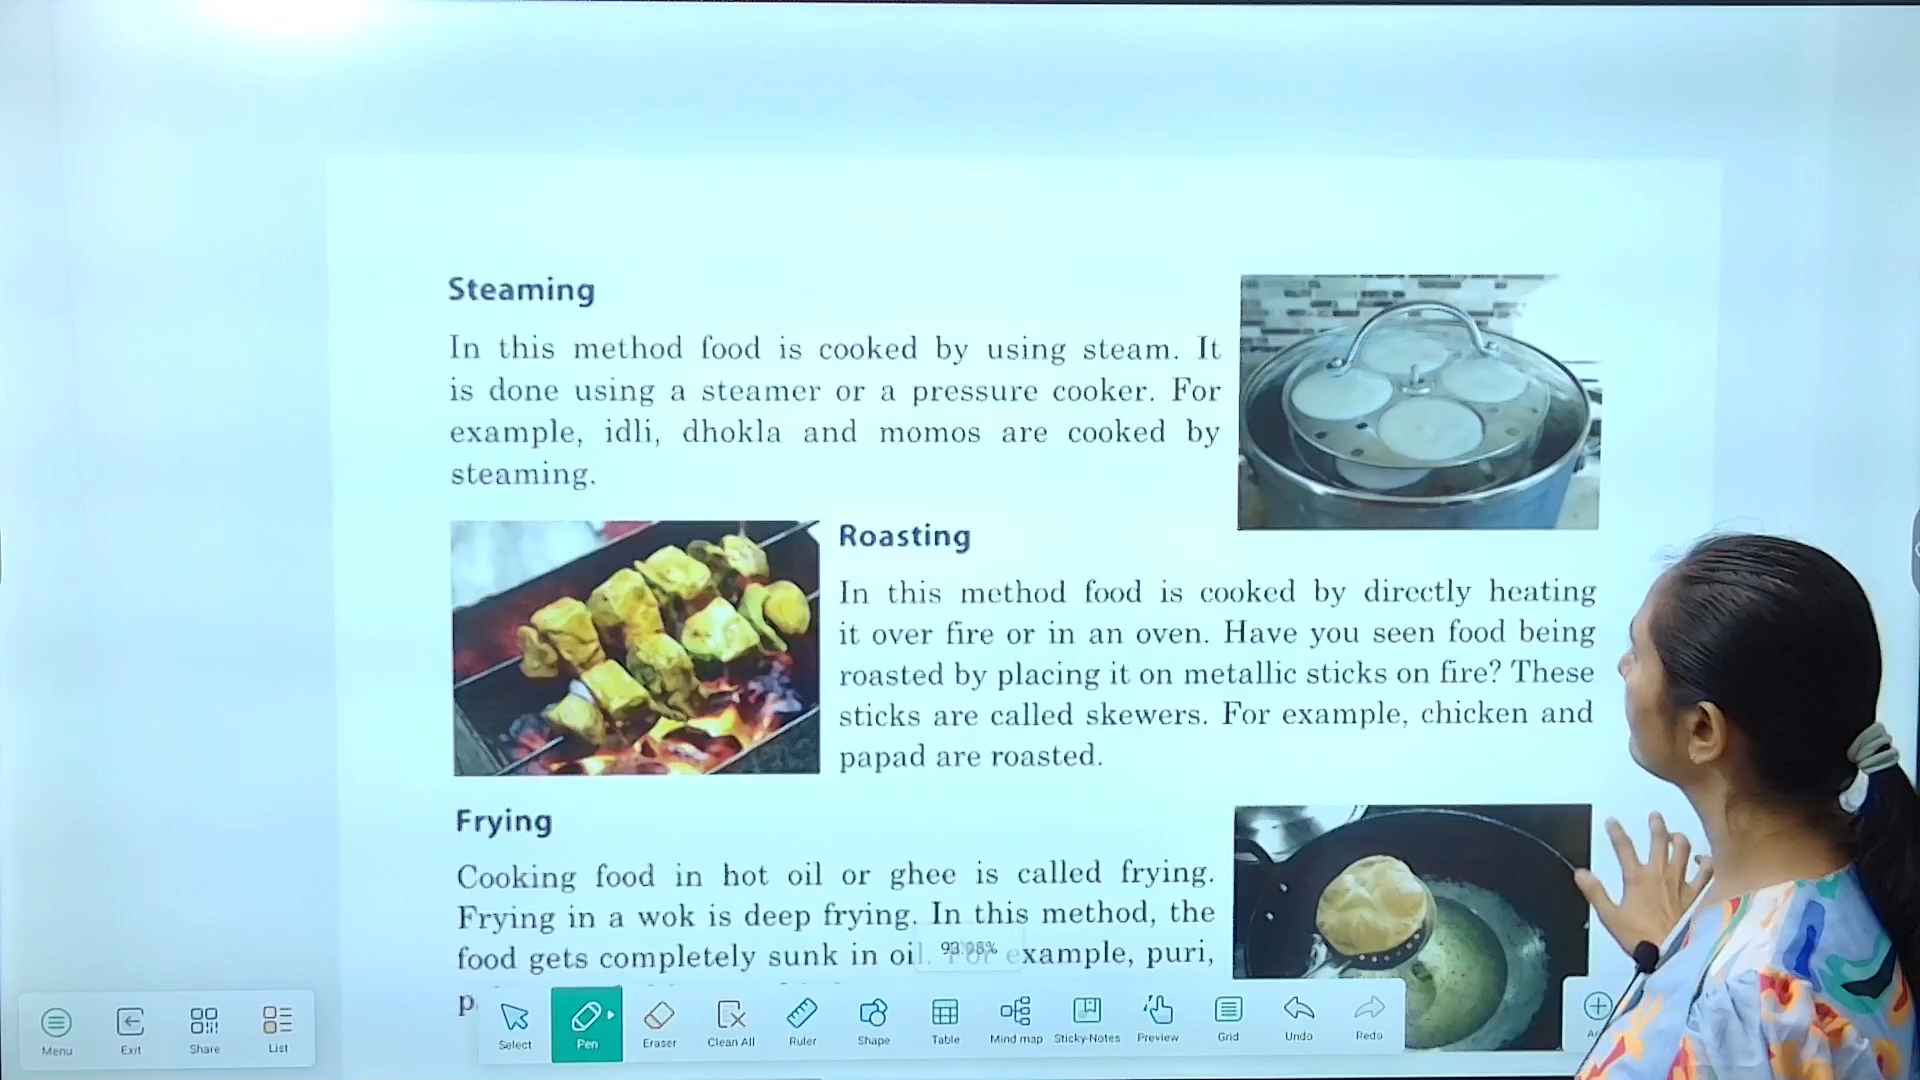 Steaming
In this method food is cooked by using steam. It
is done using a steamer or a pressure cooker. For
example, idli, dhokla and momos are cooked by
steaming.
Roasting
In this method food is cooked by directly heating
it over fire or in an oven. Have you seen food being
roasted by placing it on metallic sticks on fire? These
sticks are called skewers. For example, chicken and
papad are roasted.
Frying
Cooking food in hot oil or ghee is called frying.
Frying in a wok is deep frying. In this method, the
food gets completely sunk in oil. For example, puri,
Menu
Exit
Share
List
Select
Pen
Eraser
Clean All
Ruler
Shape
Table
Mind map
Sticky-Notes
Preview
Grid
Undo
Redo